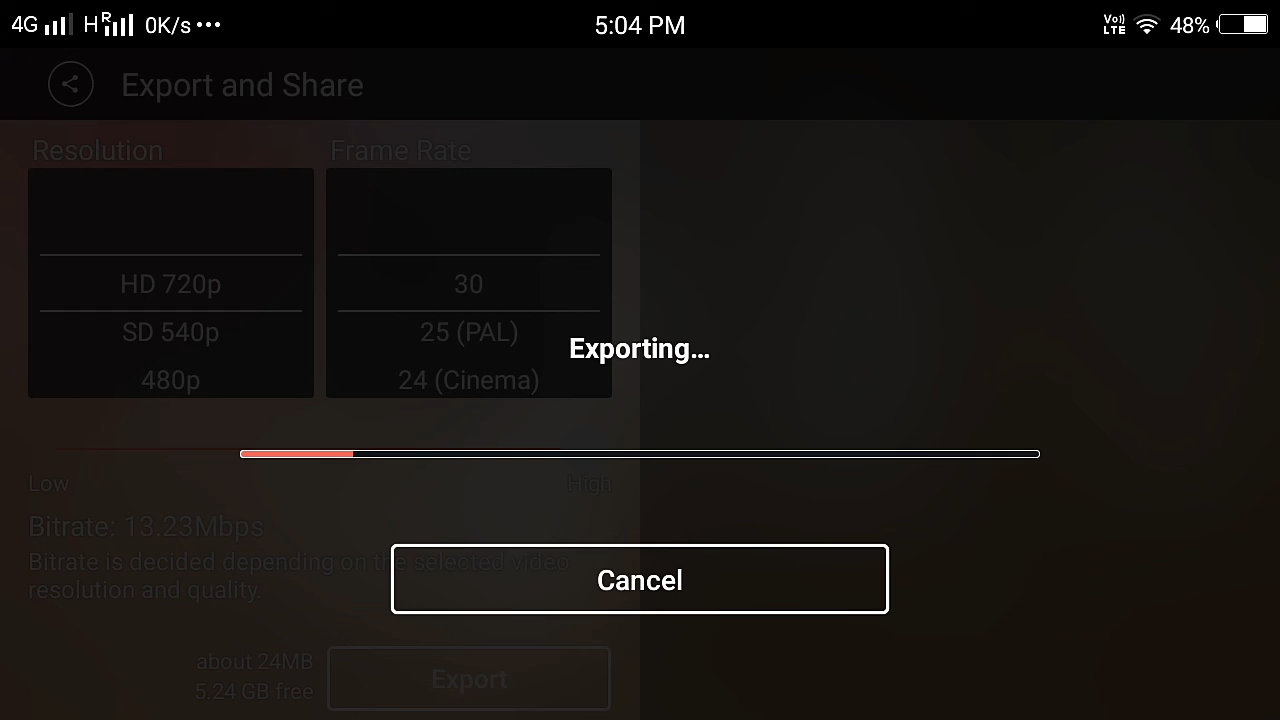 4G H R 0K/s ••• 5:04 PM Vo)) LTE 48%
Export and Share
Resolution Frame Rate
HD 720p 30
SD 540p 25 (PAL)
Exporting...
480p 24 (Cinema)
Low High
Bitrate: 13.23Mbps
Bitrate is decided depending on the selected video
resolution and quality.
Cancel
about 24MB
5.24 GB free
Export